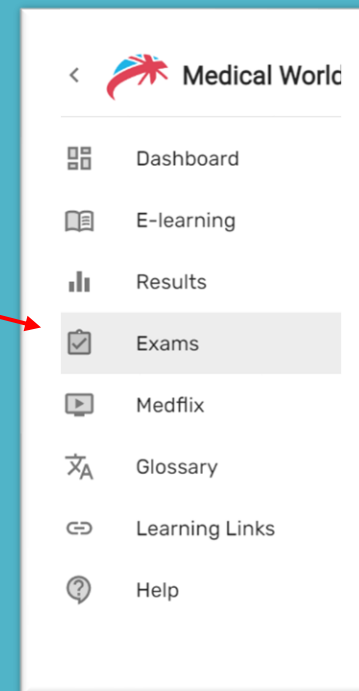 Medical World
Dashboard
E-learning
Results
Exams
Medflix
Glossary
Learning Links
Help